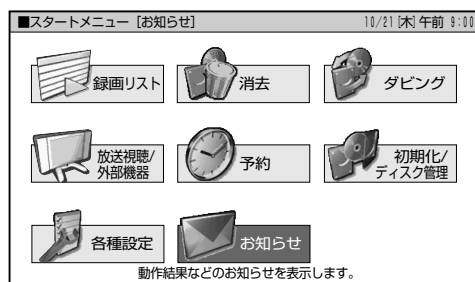 ■スタートメニュー [お知らせ] 10/21[木]午前 9:00
録画リスト 消去 ダビング
放送視聴/ 予約 初期化/
外部機器 ディスク管理
各種設定 お知らせ
動作結果などのお知らせを表示します。